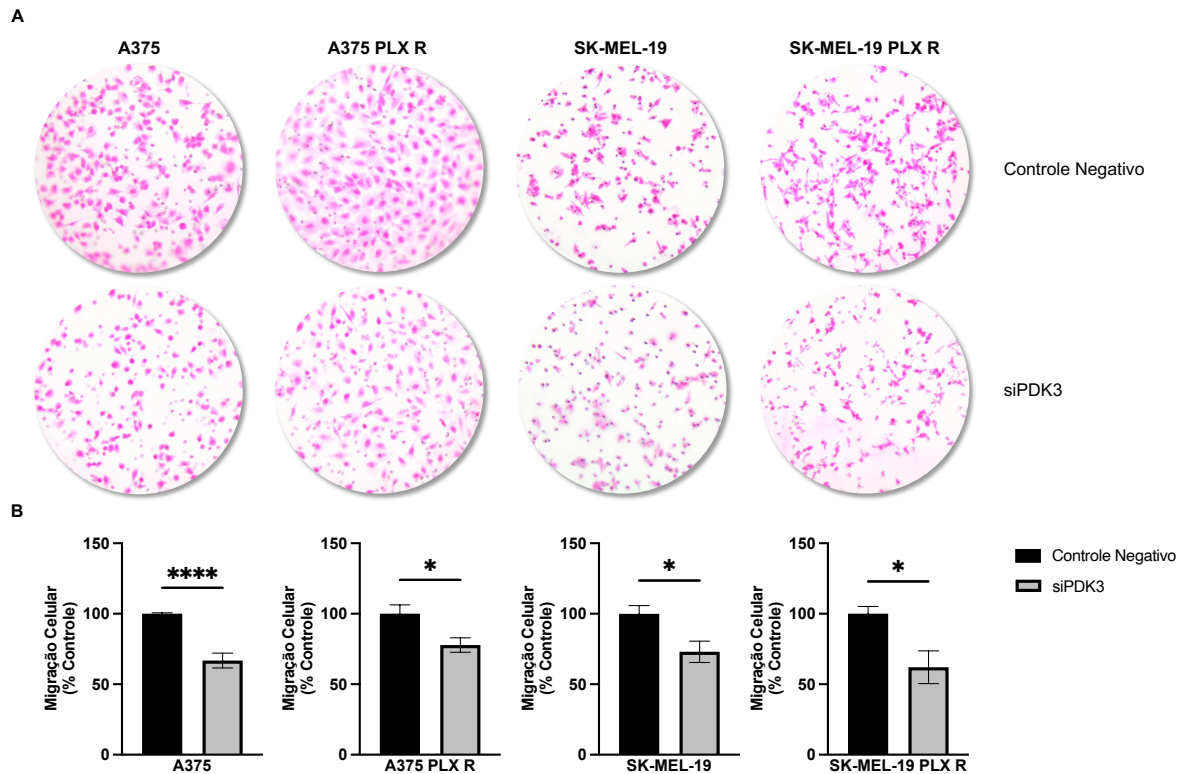 A
A375
A375 PLX R
SK-MEL-19
SK-MEL-19 PLX R
Controle Negativo
siPDK3
B
Migração Celular
(% Controle)
150
100
50
0
****
A375
Migração Celular
(% Controle)
150
100
50
0
*
A375 PLX R
Migração Celular
(% Controle)
150
100
50
0
*
SK-MEL-19
Migração Celular
(% Controle)
150
100
50
0
*
SK-MEL-19 PLX R
Controle Negativo
siPDK3